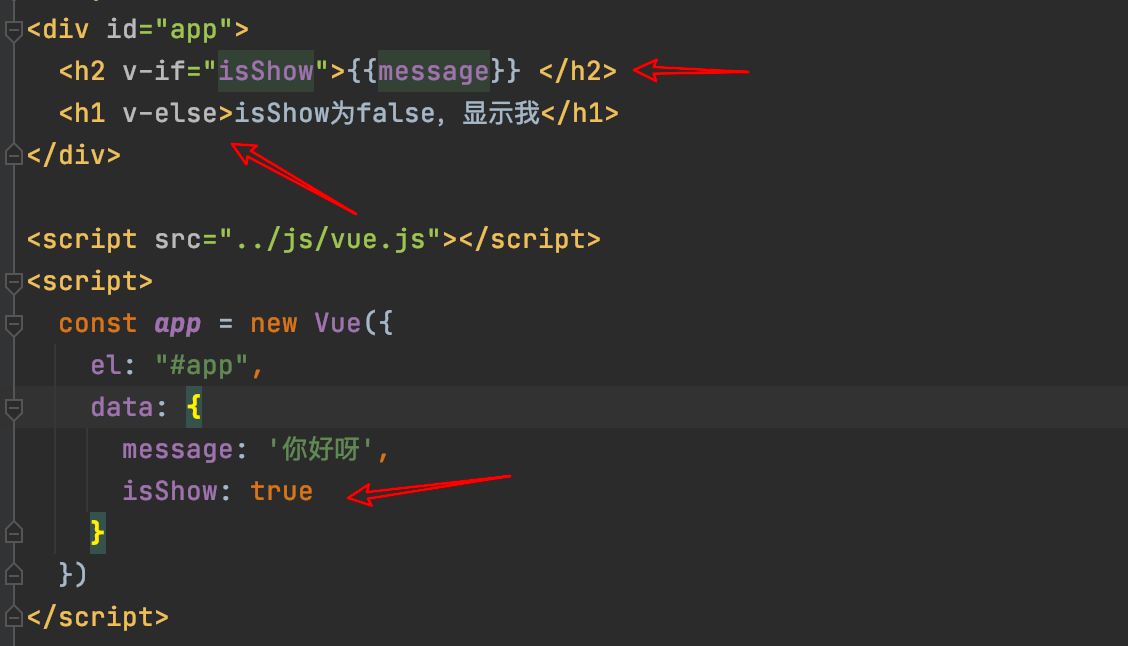 <div id="app">
  <h2 v-if="isShow">{{message}} </h2>
  <h1 v-else>isShow为false，显示我</h1>
</div>
<script src="../js/vue.js"></script>
<script>
  const app = new Vue({
    el: "#app",
    data: {
      message: '你好呀',
      isShow: true
    }
  })
</script>